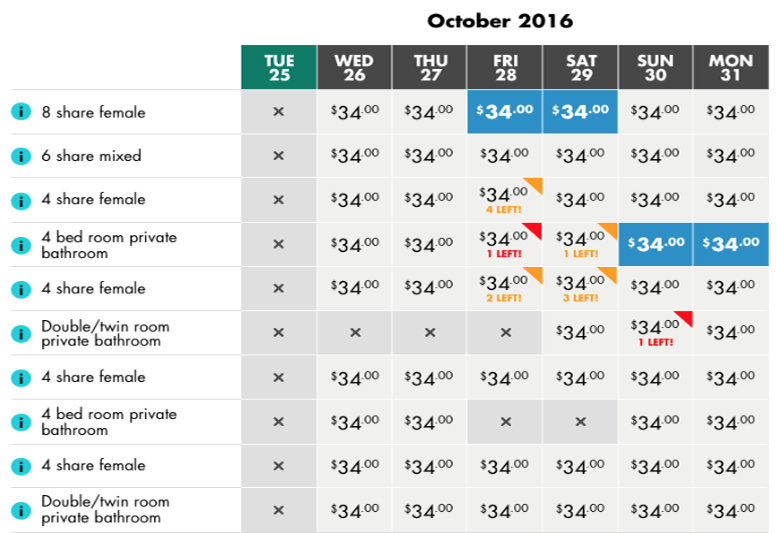 October 2016
TUE 25 WED 26 THU 27 FRI 28 SAT 29 SUN 30 MON 31
i 8 share female × $34.00 $34.00 $34.00 $34.00 $34.00 $34.00
i 6 share mixed × $34.00 $34.00 $34.00 $34.00 $34.00 $34.00
i 4 share female × $34.00 $34.00 $34.00 4 LEFT! $34.00 $34.00 $34.00
i 4 bed room private bathroom × $34.00 $34.00 $34.00 1 LEFT! $34.00 1 LEFT! $34.00 $34.00
i 4 share female × $34.00 $34.00 $34.00 2 LEFT! $34.00 3 LEFT! $34.00 $34.00
i Double/twin room private bathroom × × × × $34.00 $34.00 1 LEFT! $34.00
i 4 share female × $34.00 $34.00 $34.00 $34.00 $34.00 $34.00
i 4 bed room private bathroom × $34.00 $34.00 × × $34.00 $34.00
i 4 share female × $34.00 $34.00 $34.00 $34.00 $34.00 $34.00
i Double/twin room private bathroom × $34.00 $34.00 $34.00 $34.00 $34.00 $34.00